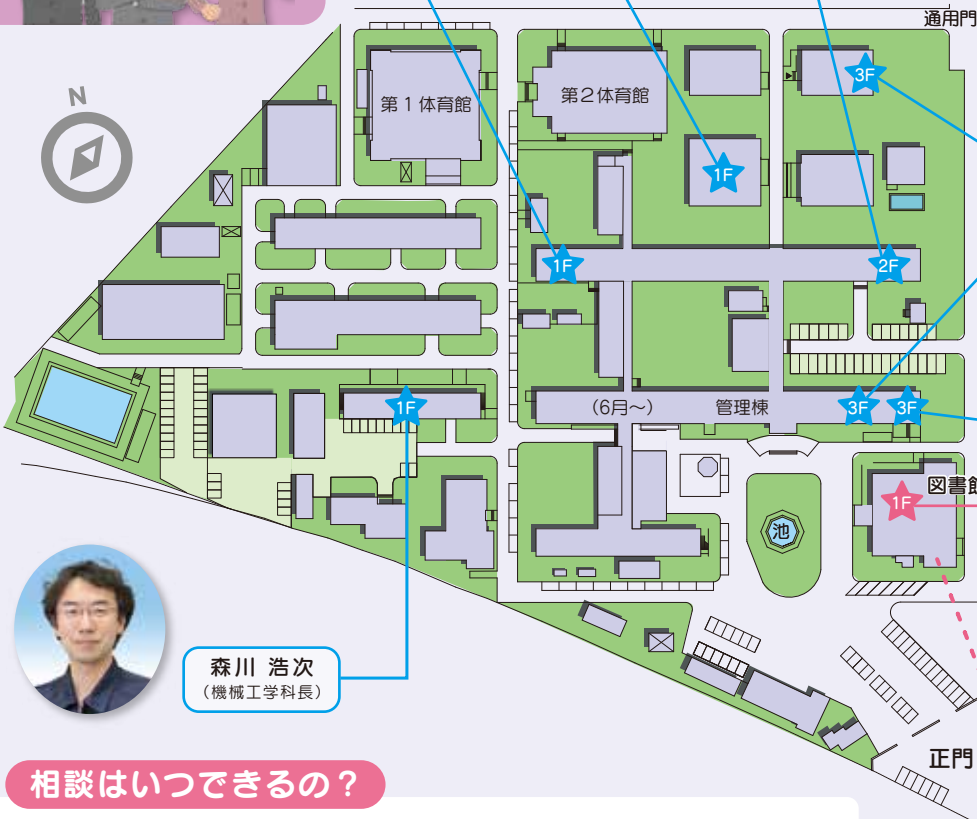 通用門
N
第1体育館
第2体育館
3F
1F
1F
2F
1F
(6月～)
管理棟
3F
3F
1F
図書館
池
森川 浩次
(機械工学科長)
正門
相談はいつできるの？